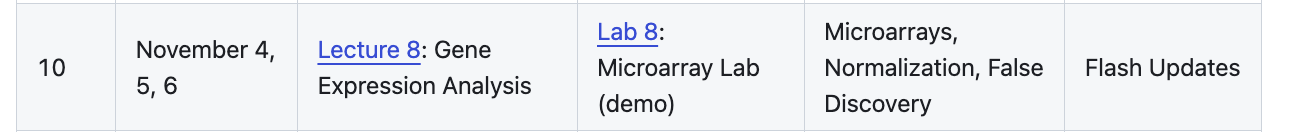 10
November 4,
5, 6
Lecture 8: Gene
Expression Analysis
Lab 8:
Microarray Lab
(demo)
Microarrays,
Normalization, False
Discovery
Flash Updates